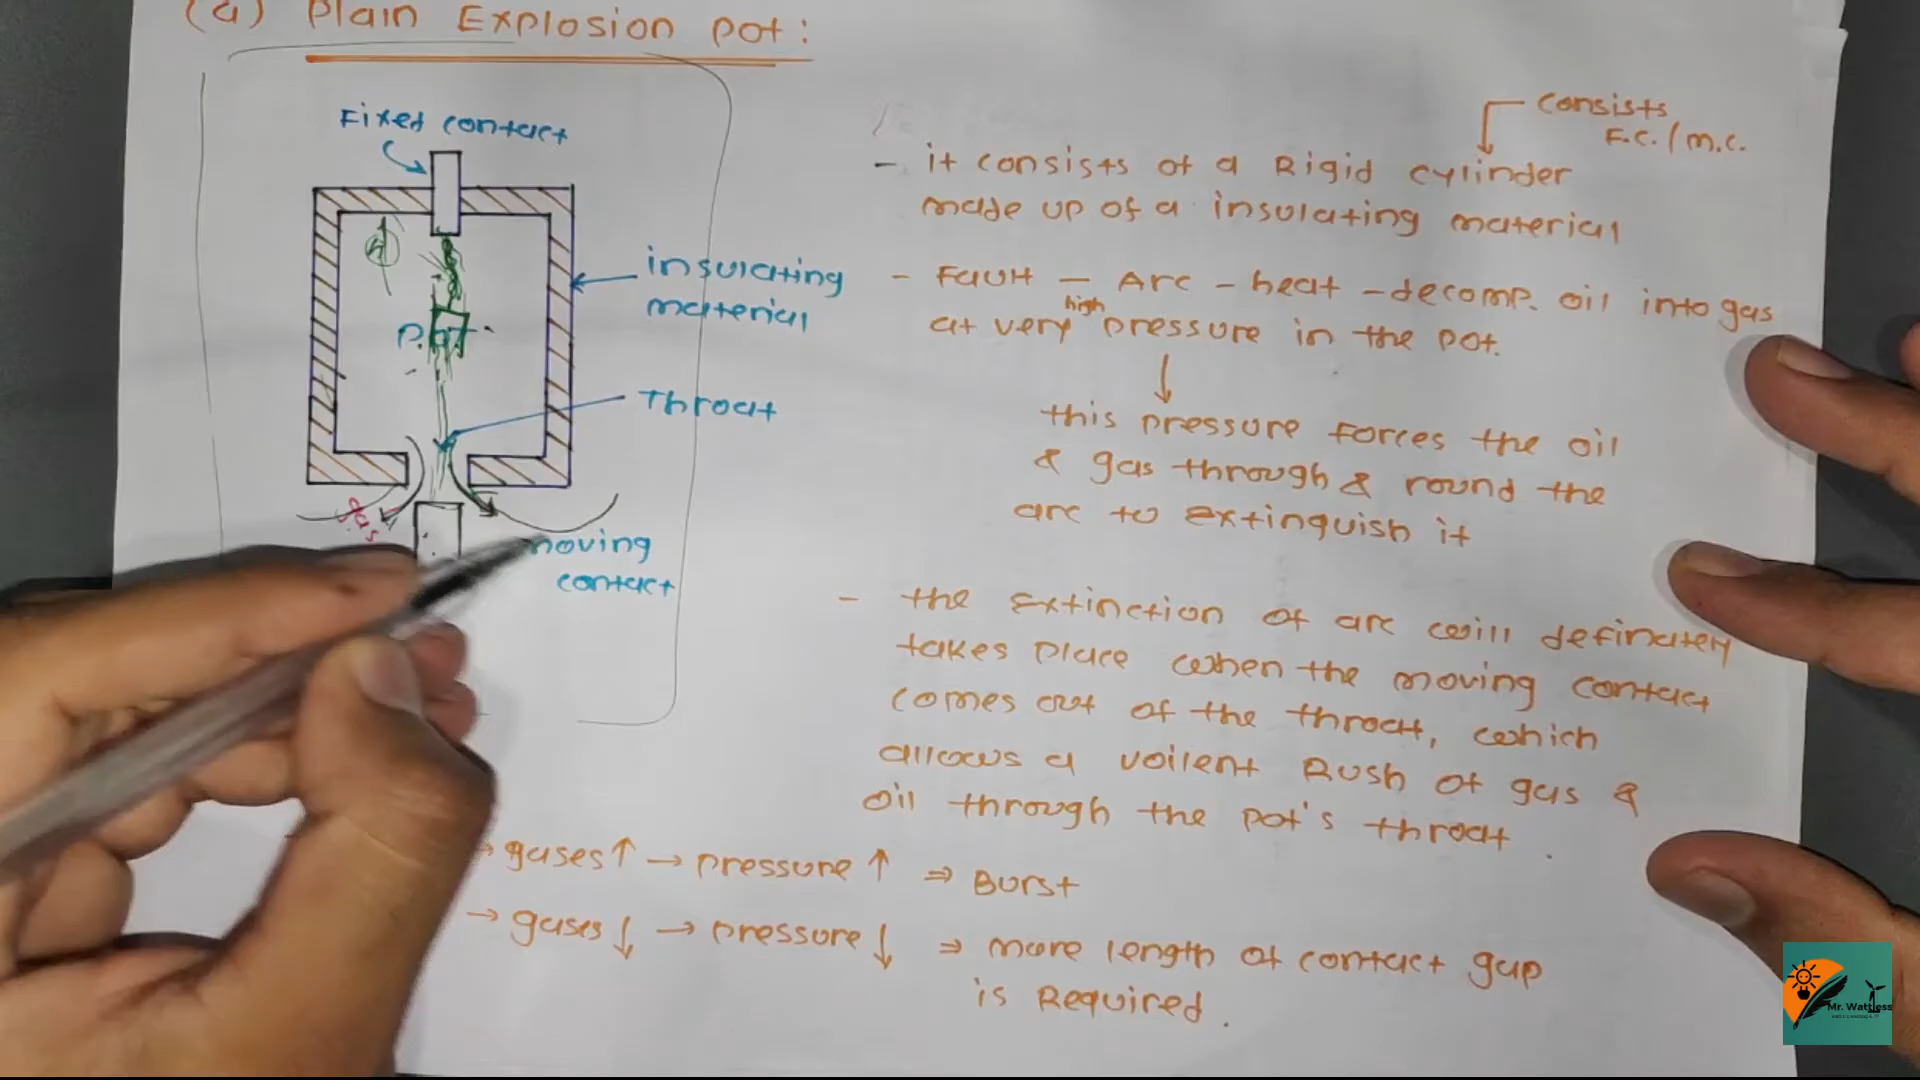 (a) Plain Explosion pot:
Fixed contact
insulating
material
Throat
Pot
gas
moving
contact
consists
F.C./m.C.
- it consists of a Rigid cylinder
made up of a insulating material
- Fault - Arc - heat - decomp. oil into gas
at very high pressure in the pot.
↓
this pressure forces the oil
& gas through & round the
arc to extinguish it
- the extinction of arc will definately
takes place when the moving contact
comes out of the throat, which
allows a voilent Rush of gas &
oil through the pot's throat.
→ gases ↑ → pressure ↑ ⇒ Burst
→ gases ↓ → pressure ↓ ⇒ more length of contact gap
is Required.
Mr. Wattless